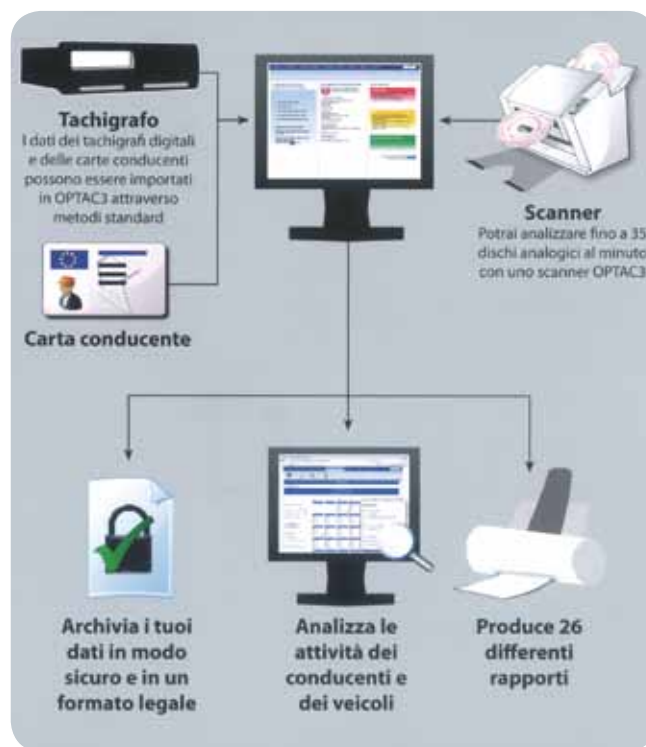 Tachigrafo
I dati dei tachigrafi digitali
e delle carte conducenti
possono essere importati
in OPTAC3 attraverso
metodi standard
Carta conducente
Scanner
Potrai analizzare fino a 35
dischi analogici al minuto
con uno scanner OPTAC3
Archivia i tuoi
dati in modo
sicuro e in un
formato legale
Analizza le
attività dei
conducenti e
dei veicoli
Produce 26
differenti
rapporti